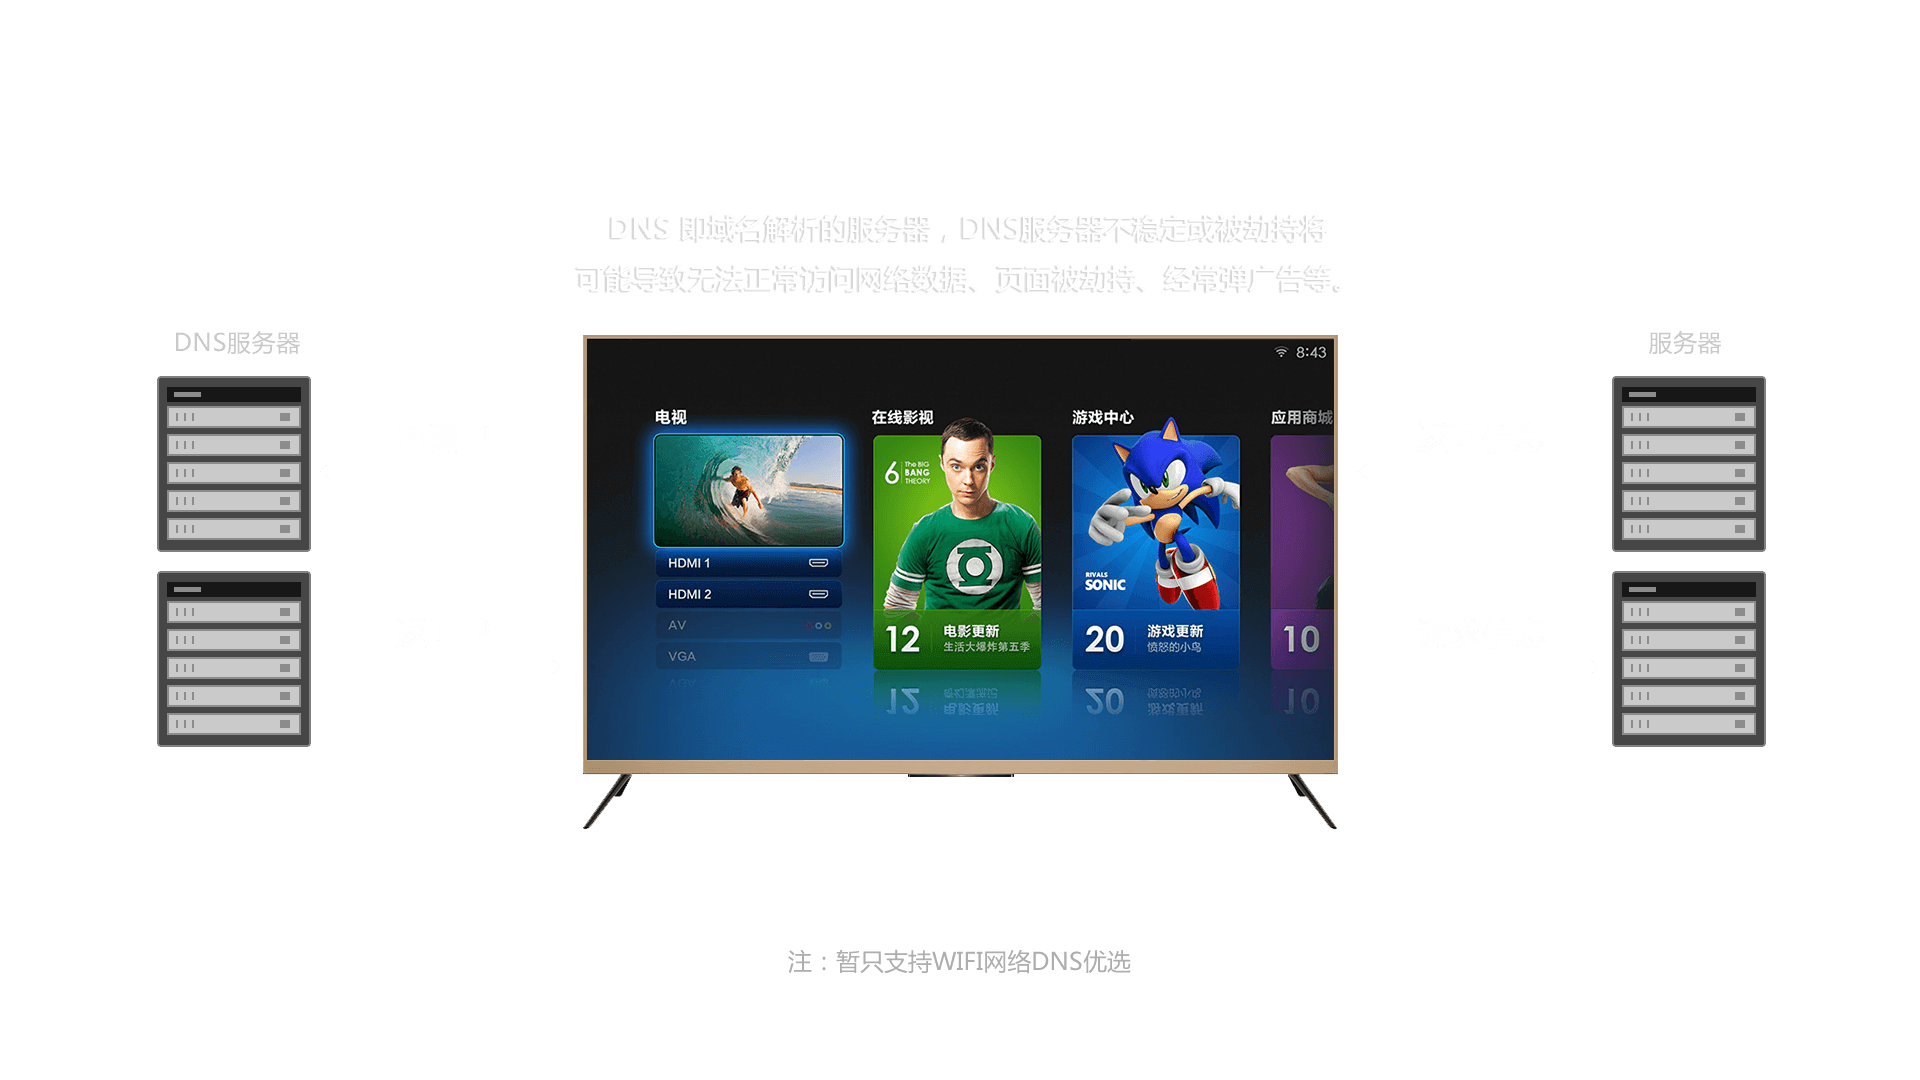 DNS 即域名解析的服务器，DNS服务器不稳定或被劫持将
可能导致无法正常访问网络数据、页面被劫持、经常弹广告等。
DNS服务器
服务器
8:43
电视
在线影视
游戏中心
应用商城
6 The BIG
BANG
THEORY
HDMI 1
HDMI 2
AV
VGA
RIVALS
SONIC
12
电影更新
生活大爆炸第五季
20
游戏更新
愤怒的小鸟
10
注：暂只支持WIFI网络DNS优选